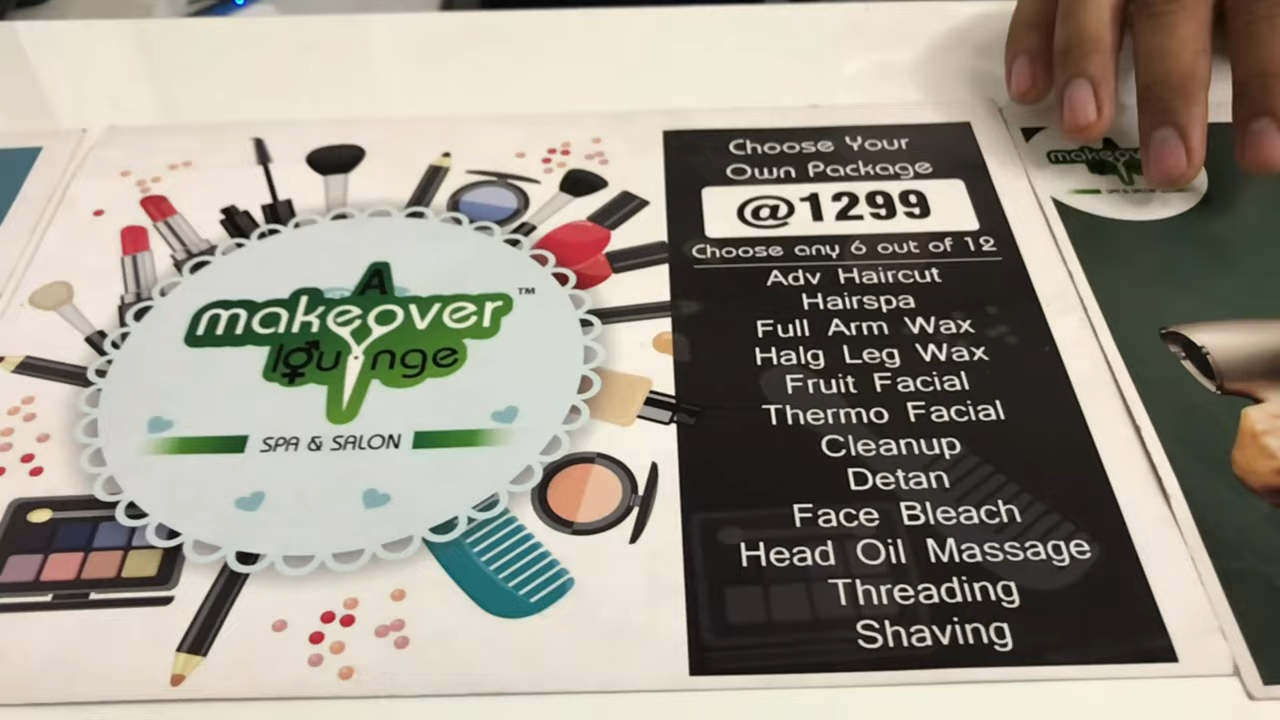 A
makeover
lounge
™
SPA & SALON
Choose Your
Own Package
@1299
Choose any 6 out of 12
Adv Haircut
Hairspa
Full Arm Wax
Halg Leg Wax
Fruit Facial
Thermo Facial
Cleanup
Detan
Face Bleach
Head Oil Massage
Threading
Shaving